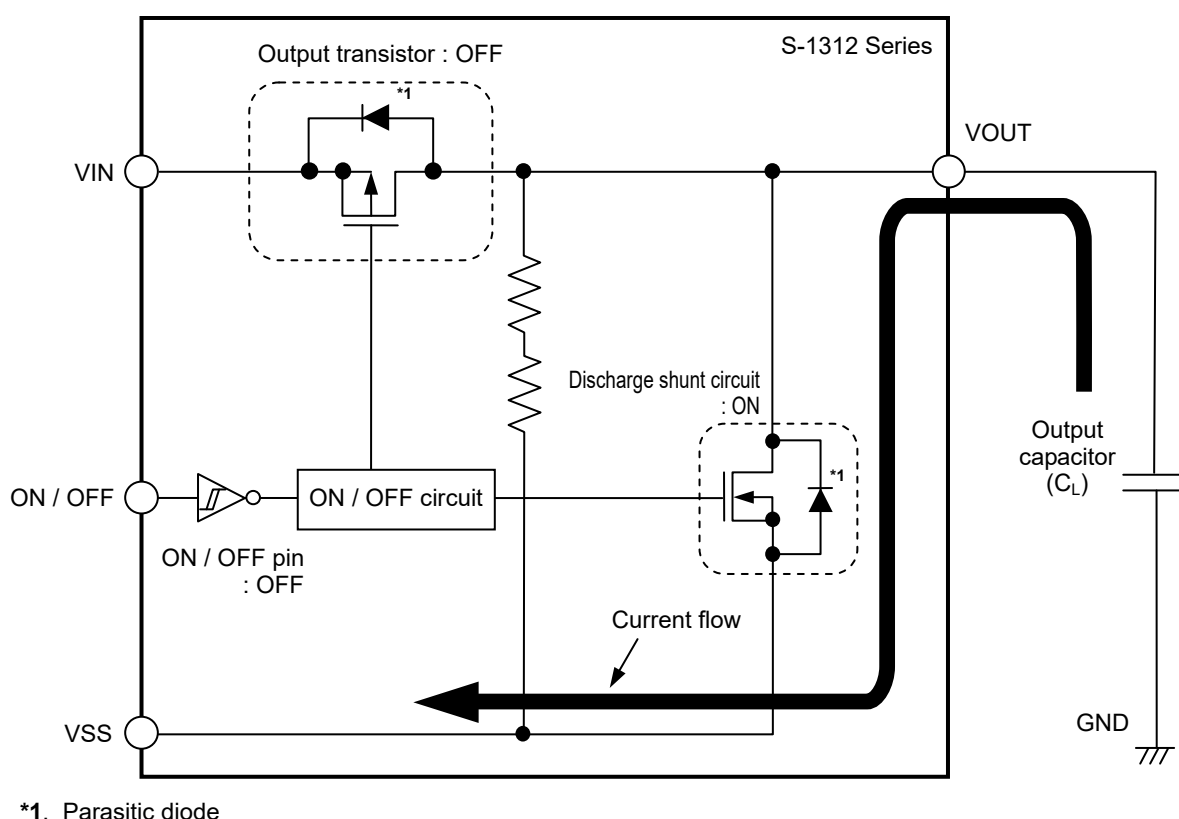 S-1312 Series
Output transistor : OFF
*1
VOUT
VIN
Discharge shunt circuit
: ON
*1
Output
capacitor
(CL)
ON / OFF
ON / OFF circuit
ON / OFF pin
: OFF
Current flow
GND
VSS
*1. Parasitic diode